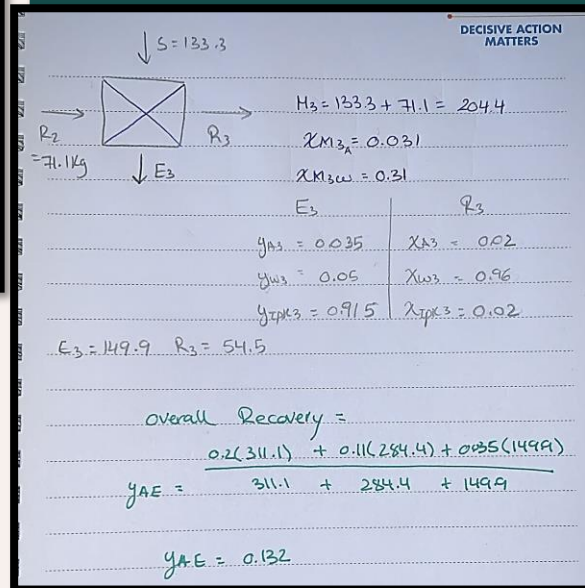 DECISIVE ACTION
MATTERS
↓ S = 133.3
M3 = 133.3 + 71.1 = 204.4
R2
R3
= 71.1 Kg
↓ E3
XM3A = 0.031
XM3W = 0.31
E3 | R3
yA3 = 0.035 | XA3 = 0.02
yW3 = 0.05 | XW3 = 0.96
yIPK3 = 0.915 | XIPK3 = 0.02
E3 = 149.9 R3 = 54.5
overall Recovery =
0.2(311.1) + 0.11(284.4) + 0.035(149.9)
yAE =
311.1 + 284.4 + 149.9
yAE = 0.132